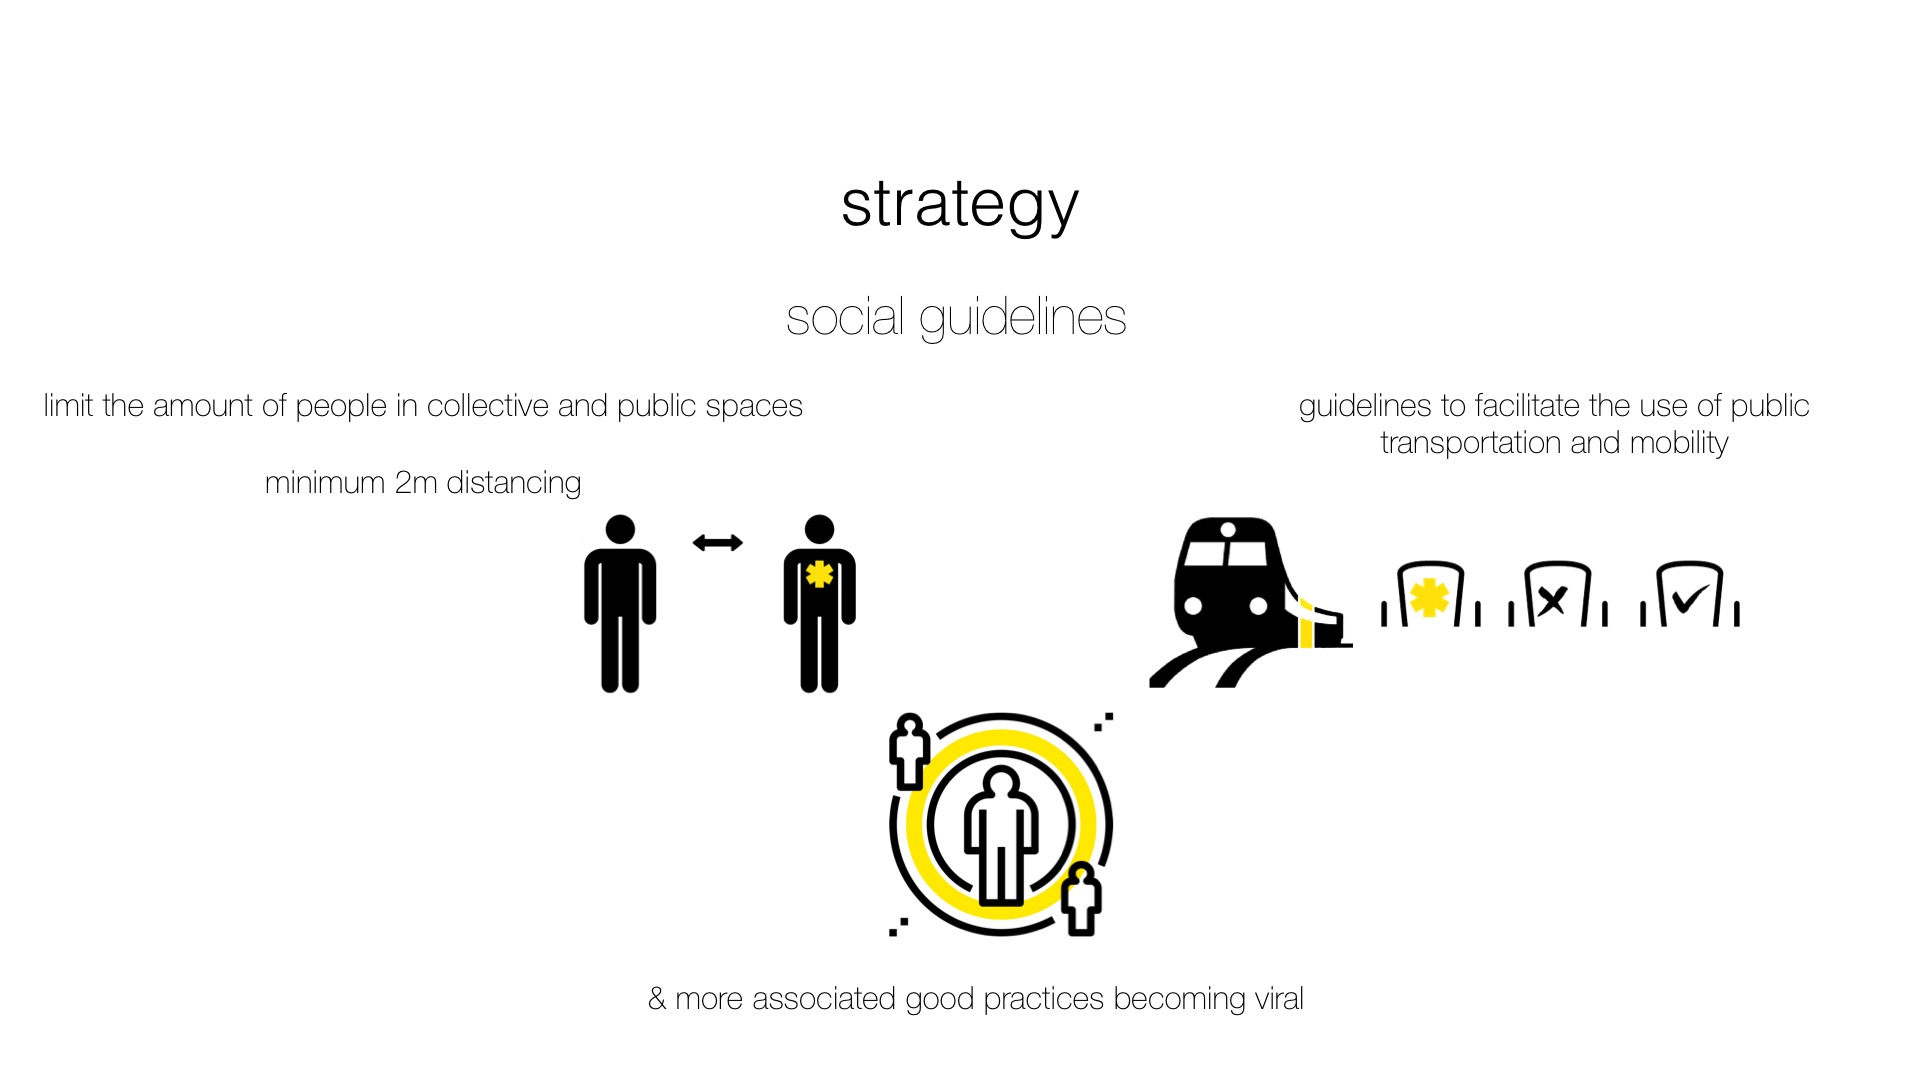 strategy
social guidelines
limit the amount of people in collective and public spaces
minimum 2m distancing
guidelines to facilitate the use of public
transportation and mobility
& more associated good practices becoming viral